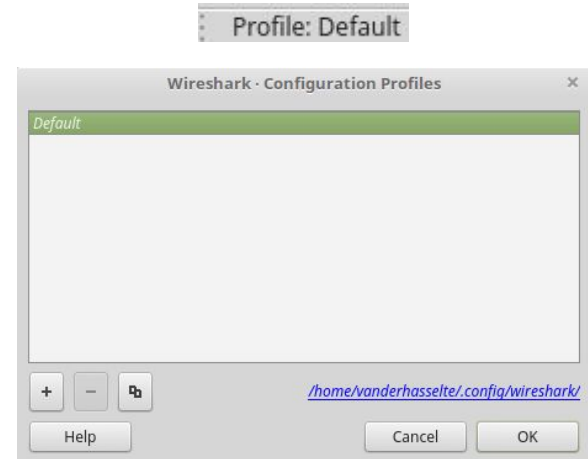 Profile: Default
Wireshark · Configuration Profiles ×
Default
+ −
/home/vanderhasselte/.config/wireshark/
Help Cancel OK